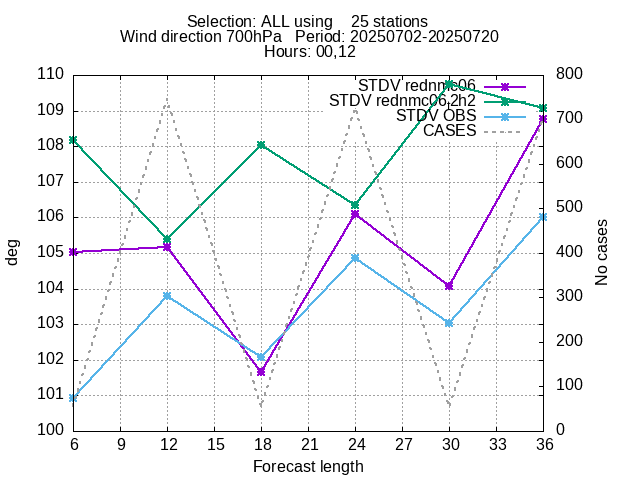 Selection: ALL using    25 stations
Wind direction 700hPa   Period: 20250702-20250720
Hours: 00,12
110
109
108
107
106
105
104
103
102
101
100
deg
STDV rednmc06
STDV rednmc06,2h2
STDV OBS
CASES
800
700
600
500
400
300
200
100
0
No cases
6 9 12 15 18 21 24 27 30 33 36
Forecast length